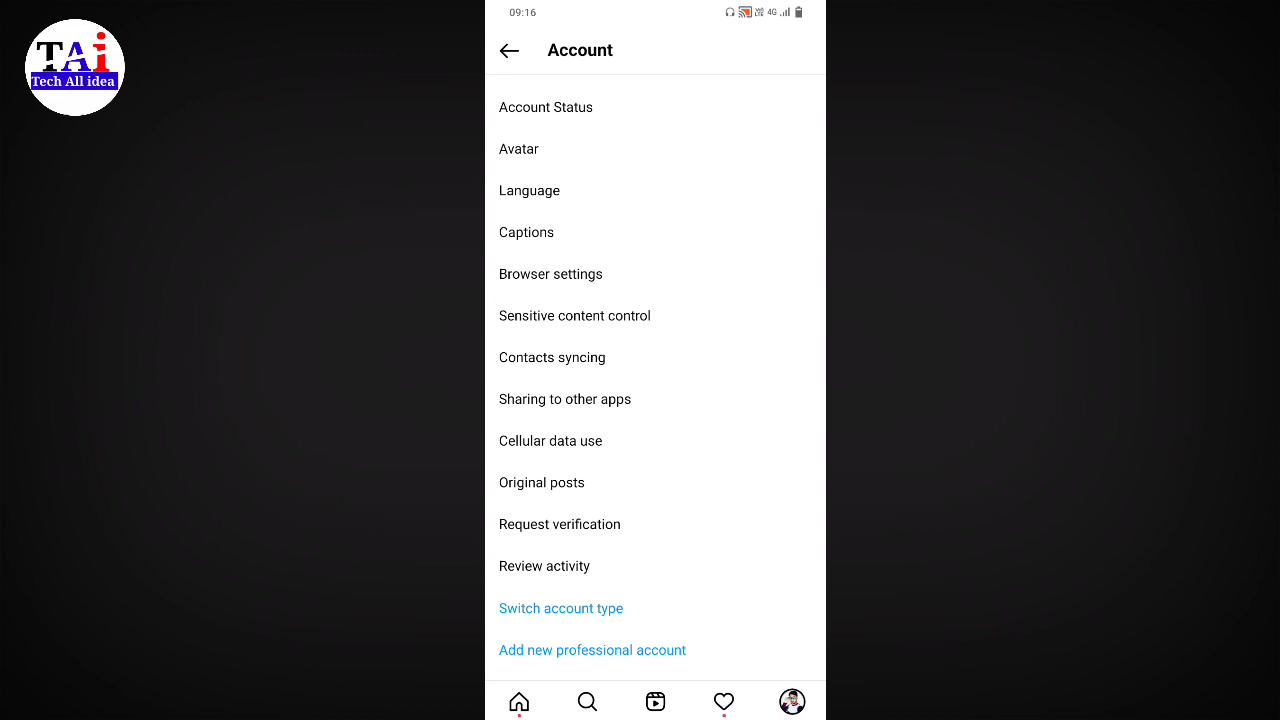 TAi
Tech All idea
09:16
4G
Account
Account Status
Avatar
Language
Captions
Browser settings
Sensitive content control
Contacts syncing
Sharing to other apps
Cellular data use
Original posts
Request verification
Review activity
Switch account type
Add new professional account